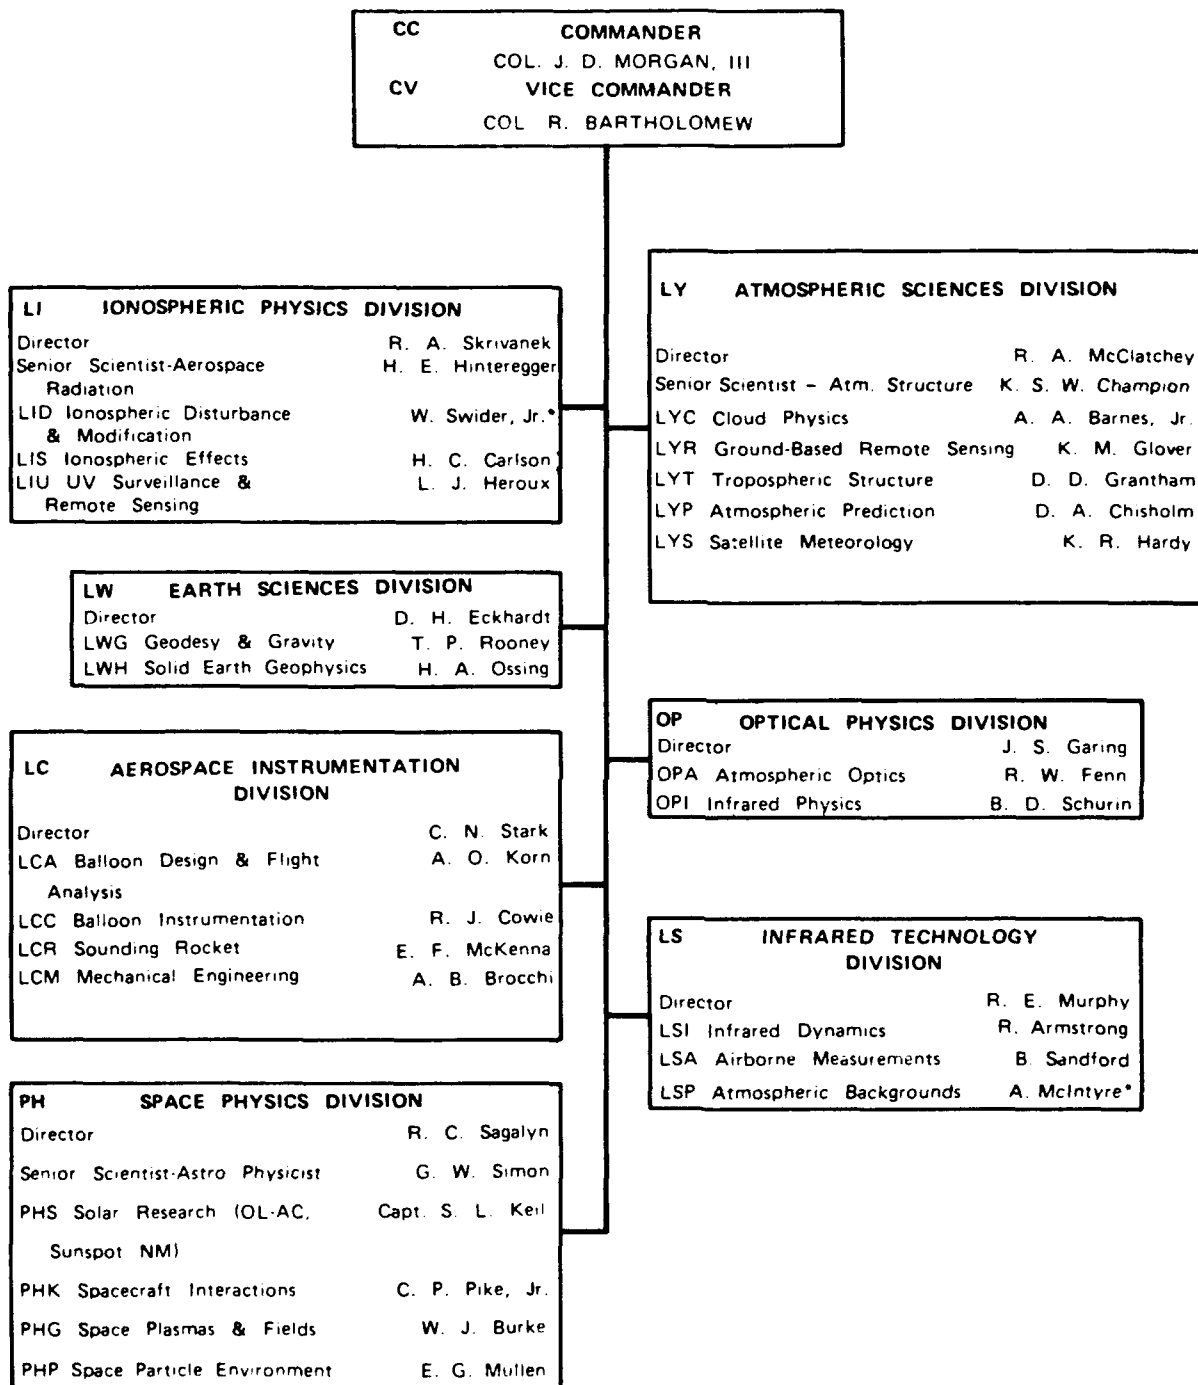 CC COMMANDER
COL. J. D. MORGAN, III
CV VICE COMMANDER
COL R. BARTHOLOMEW
LI IONOSPHERIC PHYSICS DIVISION
Director R. A. Skrivanek
Senior Scientist-Aerospace H. E. Hinteregger
Radiation
LID Ionospheric Disturbance W. Swider, Jr.*
& Modification
LIS Ionospheric Effects H. C. Carlson
LIU UV Surveillance & L. J. Heroux
Remote Sensing
LY ATMOSPHERIC SCIENCES DIVISION
Director R. A. McClatchey
Senior Scientist – Atm. Structure K. S. W. Champion
LYC Cloud Physics A. A. Barnes, Jr.
LYR Ground-Based Remote Sensing K. M. Glover
LYT Tropospheric Structure D. D. Grantham
LYP Atmospheric Prediction D. A. Chisholm
LYS Satellite Meteorology K. R. Hardy
LW EARTH SCIENCES DIVISION
Director D. H. Eckhardt
LWG Geodesy & Gravity T. P. Rooney
LWH Solid Earth Geophysics H. A. Ossing
OP OPTICAL PHYSICS DIVISION
Director J. S. Garing
OPA Atmospheric Optics R. W. Fenn
OPI Infrared Physics B. D. Schurin
LC AEROSPACE INSTRUMENTATION
DIVISION
Director C. N. Stark
LCA Balloon Design & Flight A. O. Korn
Analysis
LCC Balloon Instrumentation R. J. Cowie
LCR Sounding Rocket E. F. McKenna
LCM Mechanical Engineering A. B. Brocchi
LS INFRARED TECHNOLOGY
DIVISION
Director R. E. Murphy
LSI Infrared Dynamics R. Armstrong
LSA Airborne Measurements B. Sandford
LSP Atmospheric Backgrounds A. McIntyre*
PH SPACE PHYSICS DIVISION
Director R. C. Sagalyn
Senior Scientist-Astro Physicist G. W. Simon
PHS Solar Research (OL-AC, Capt. S. L. Keil
Sunspot NM)
PHK Spacecraft Interactions C. P. Pike, Jr.
PHG Space Plasmas & Fields W. J. Burke
PHP Space Particle Environment E. G. Mullen